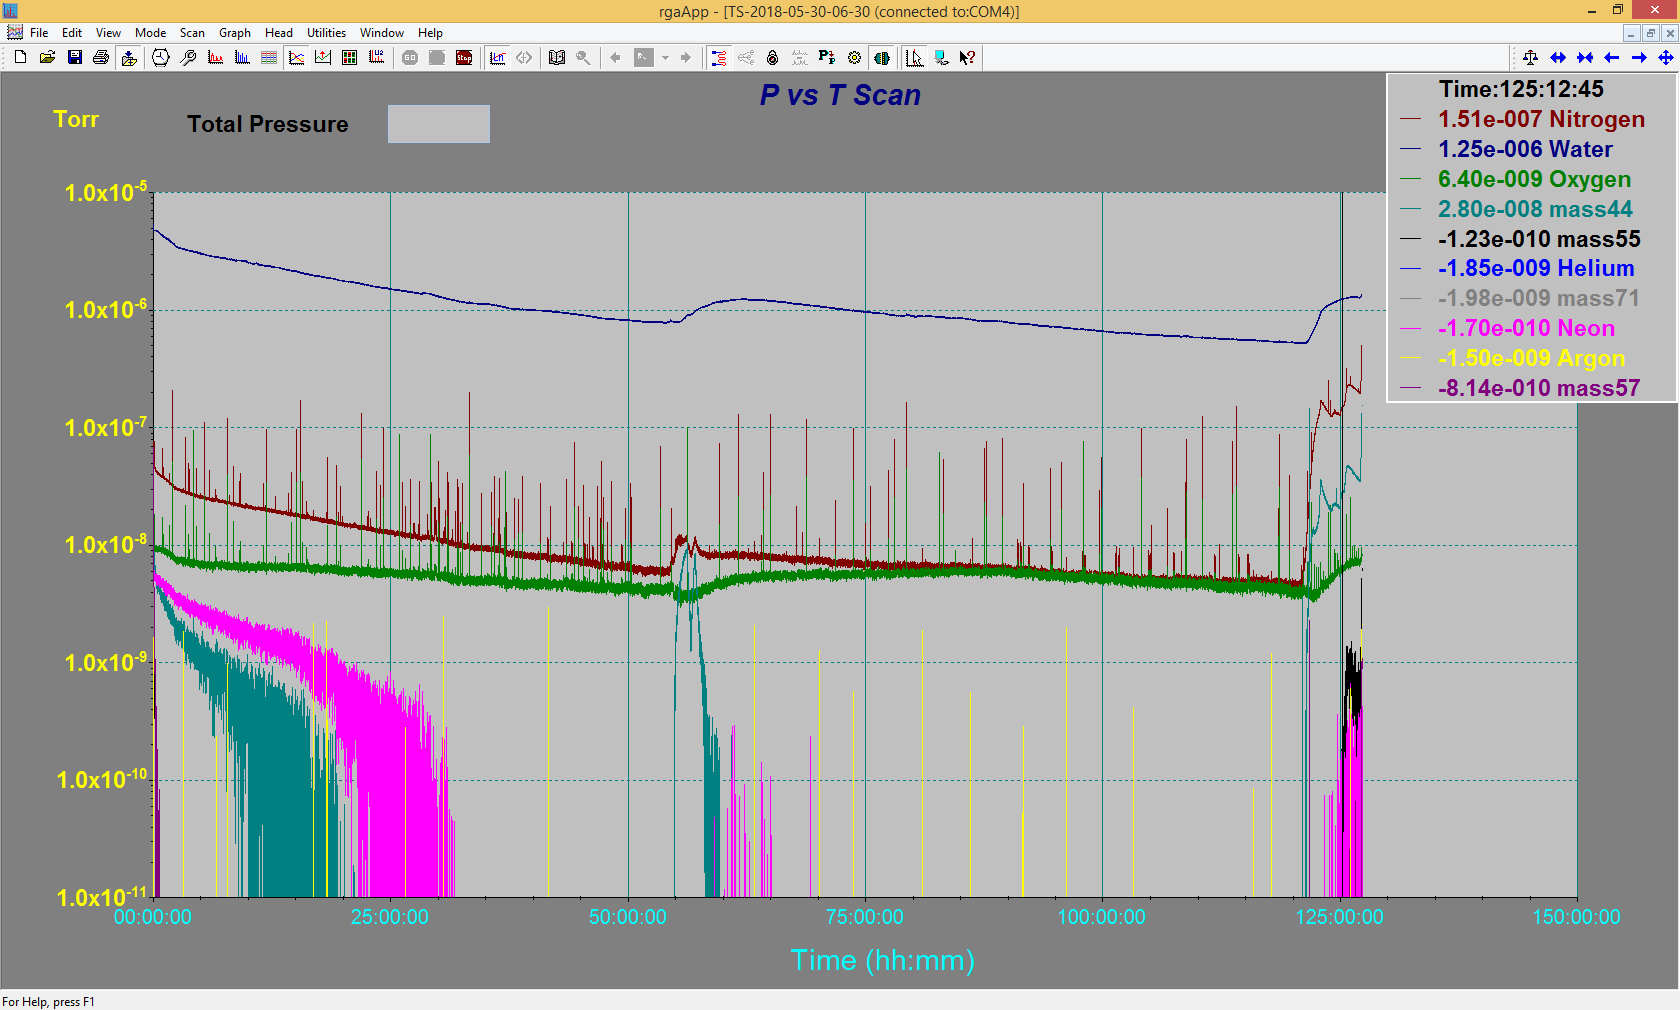 rgaApp - [TS-2018-05-30-06-30 (connected to:COM4)]
File Edit View Mode Scan Graph Head Utilities Window Help
P vs T Scan
Torr
Total Pressure
Time:125:12:45
1.51e-007 Nitrogen
1.25e-006 Water
6.40e-009 Oxygen
2.80e-008 mass44
-1.23e-010 mass55
-1.85e-009 Helium
-1.98e-009 mass71
-1.70e-010 Neon
-1.50e-009 Argon
-8.14e-010 mass57
1.0x10-5
1.0x10-6
1.0x10-7
1.0x10-8
1.0x10-9
1.0x10-10
1.0x10-11
00:00:00 25:00:00 50:00:00 75:00:00 100:00:00 125:00:00 150:00:00
Time (hh:mm)
For Help, press F1